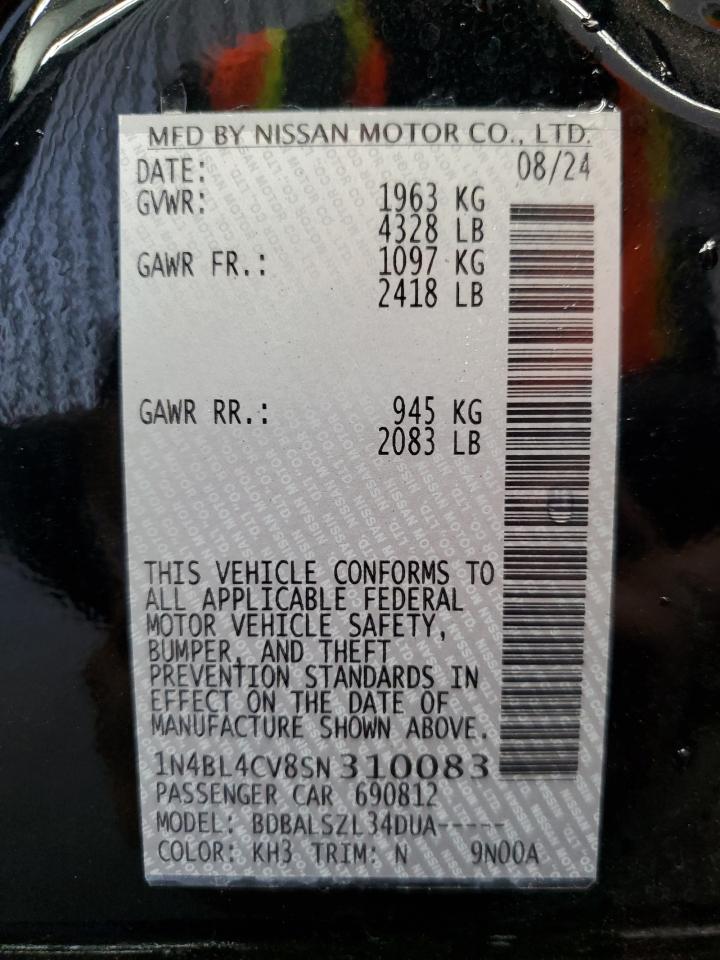 MFD BY NISSAN MOTOR CO., LTD.
DATE: 08/24
GVWR: 1963 KG
4328 LB
GAWR FR.: 1097 KG
2418 LB
GAWR RR.: 945 KG
2083 LB
THIS VEHICLE CONFORMS TO
ALL APPLICABLE FEDERAL
MOTOR VEHICLE SAFETY,
BUMPER, AND THEFT
PREVENTION STANDARDS IN
EFFECT ON THE DATE OF
MANUFACTURE SHOWN ABOVE.
1N4BL4CV8SN310083
PASSENGER CAR 690812
MODEL: BDBALSZL34DUA-----
COLOR: KH3 TRIM: N 9N00A